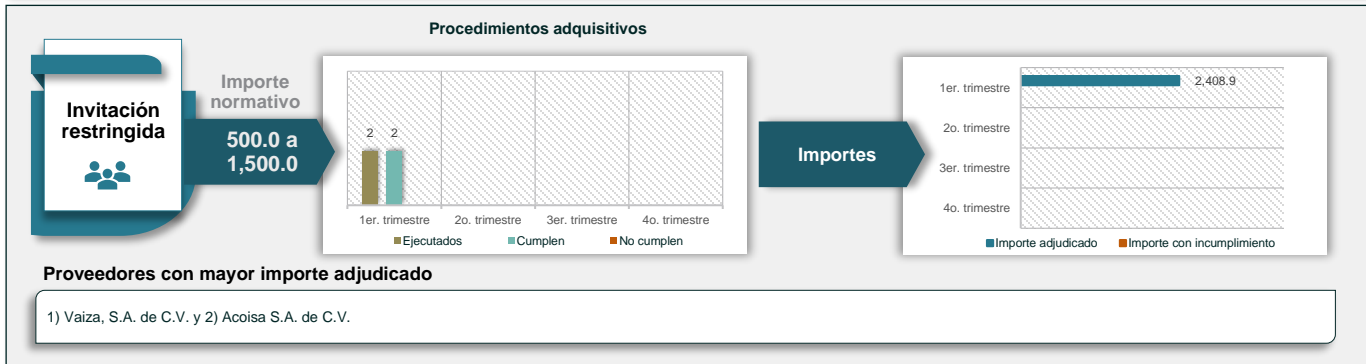 Procedimientos adquisitivos
Invitación
restringida
Importe
normativo
500.0 a
1,500.0
2
2
1er. trimestre
2o. trimestre
3er. trimestre
4o. trimestre
Ejecutados
Cumplen
No cumplen
Importes
1er. trimestre
2,408.9
2o. trimestre
3er. trimestre
4o. trimestre
Importe adjudicado
Importe con incumplimiento
Proveedores con mayor importe adjudicado
1) Vaiza, S.A. de C.V. y 2) Acoisa S.A. de C.V.